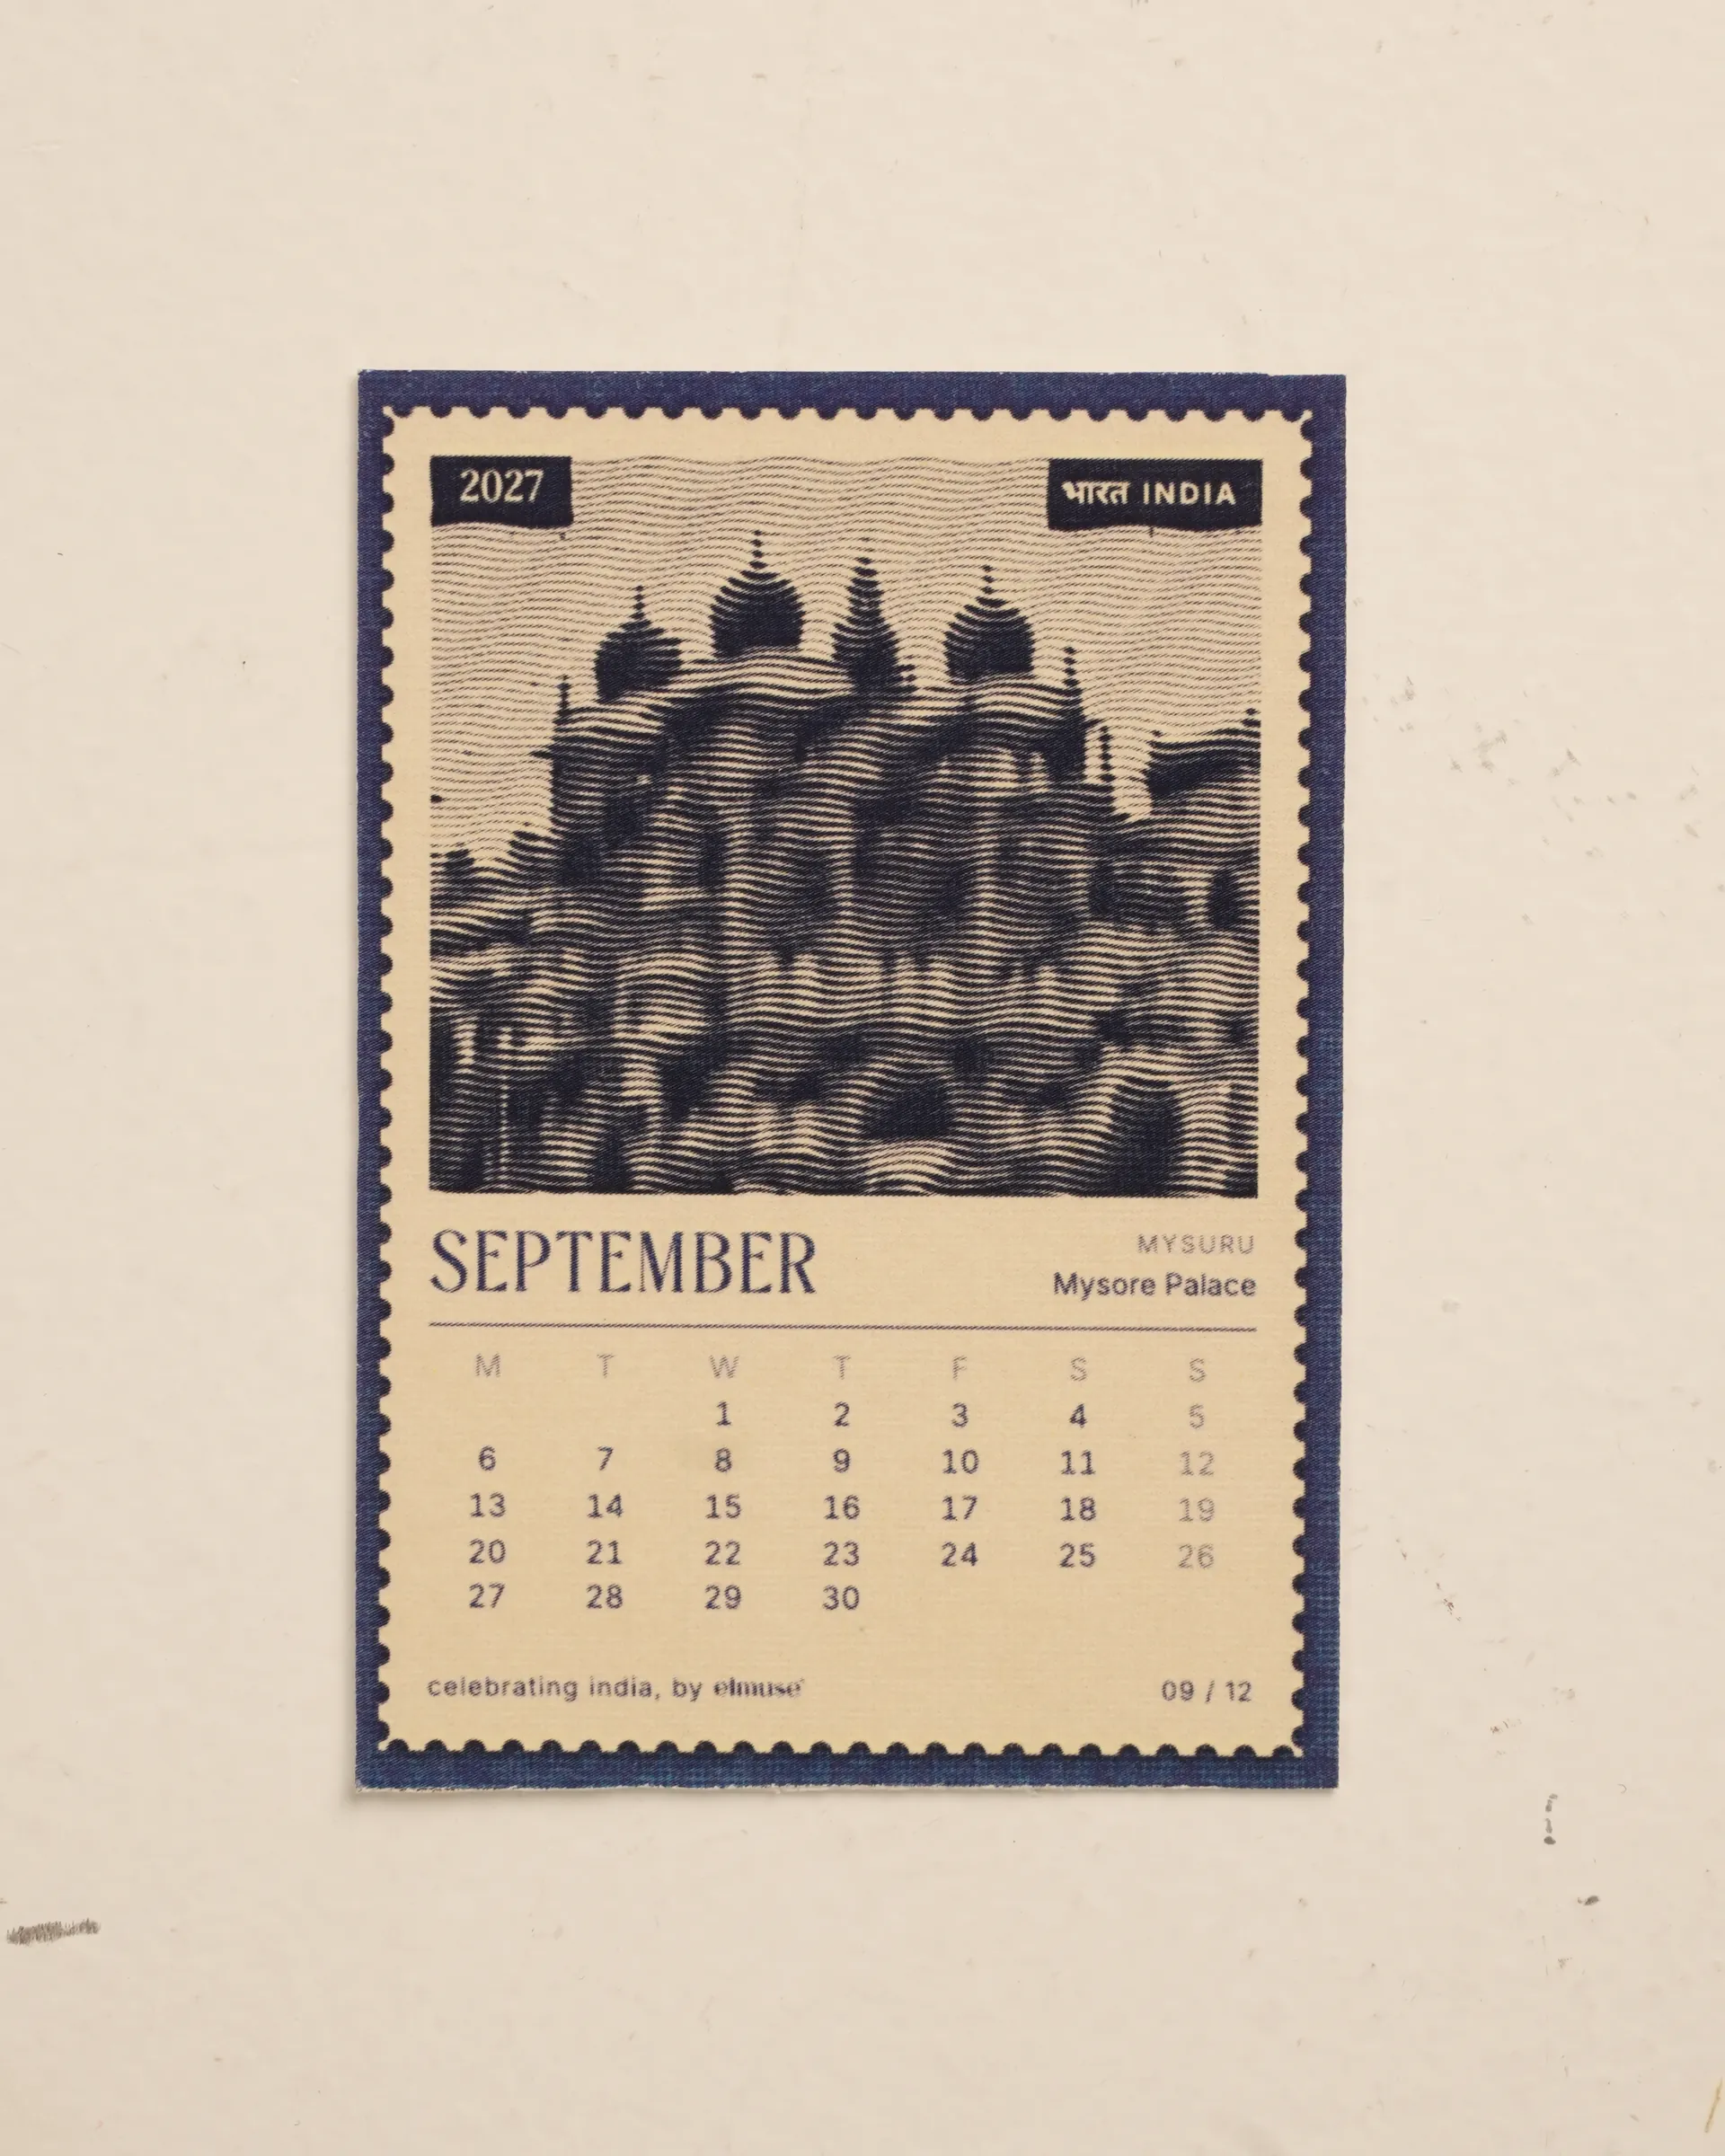 2027
भारत INDIA
SEPTEMBER
MYSURU
Mysore Palace
M T W T F S S
1 2 3 4 5
6 7 8 9 10 11 12
13 14 15 16 17 18 19
20 21 22 23 24 25 26
27 28 29 30
celebrating india, by elmuse
09 / 12